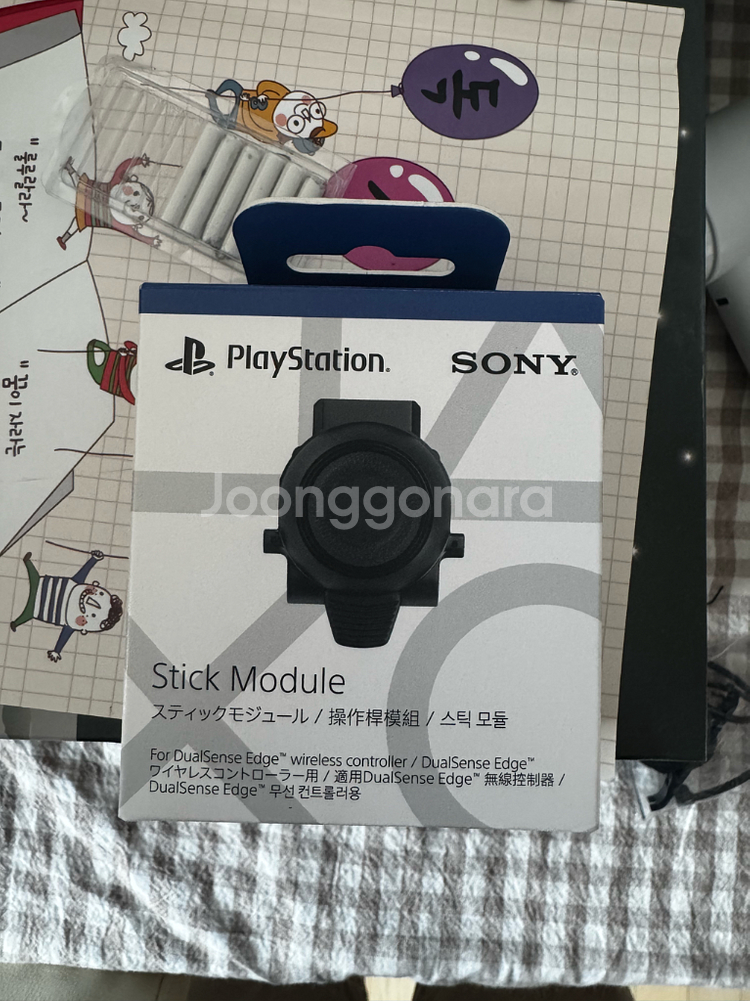 PlayStation®
SONY®
Joonggonara
Stick Module
スティックモジュール / 操作桿模組 / 스틱 모듈
For DualSense Edge™ wireless controller / DualSense Edge™
ワイヤレスコントローラー用 / 適用DualSense Edge™ 無線控制器 /
DualSense Edge™ 무선 컨트롤러용